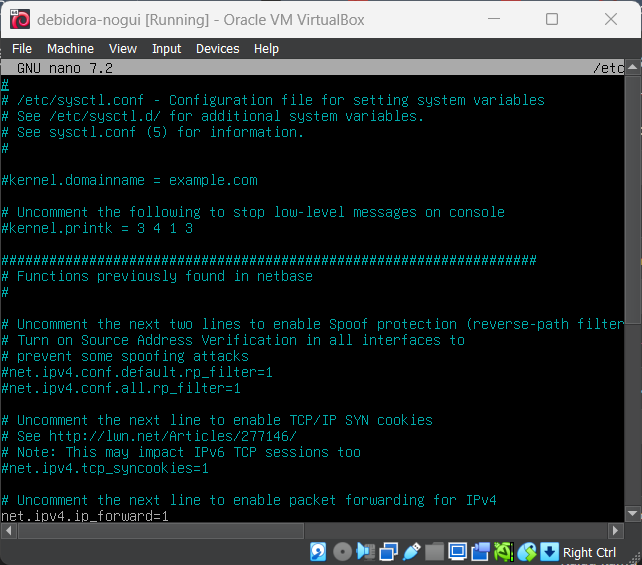 debidora-nogui [Running] - Oracle VM VirtualBox
File Machine View Input Devices Help
GNU nano 7.2 /etc
#
# /etc/sysctl.conf - Configuration file for setting system variables
# See /etc/sysctl.d/ for additional system variables.
# See sysctl.conf (5) for information.
#
#kernel.domainname = example.com
# Uncomment the following to stop low-level messages on console
#kernel.printk = 3 4 1 3
###################################################################
# Functions previously found in netbase
#
# Uncomment the next two lines to enable Spoof protection (reverse-path filter
# Turn on Source Address Verification in all interfaces to
# prevent some spoofing attacks
#net.ipv4.conf.default.rp_filter=1
#net.ipv4.conf.all.rp_filter=1
# Uncomment the next line to enable TCP/IP SYN cookies
# See http://lwn.net/Articles/277146/
# Note: This may impact IPv6 TCP sessions too
#net.ipv4.tcp_syncookies=1
# Uncomment the next line to enable packet forwarding for IPv4
net.ipv4.ip_forward=1
Right Ctrl